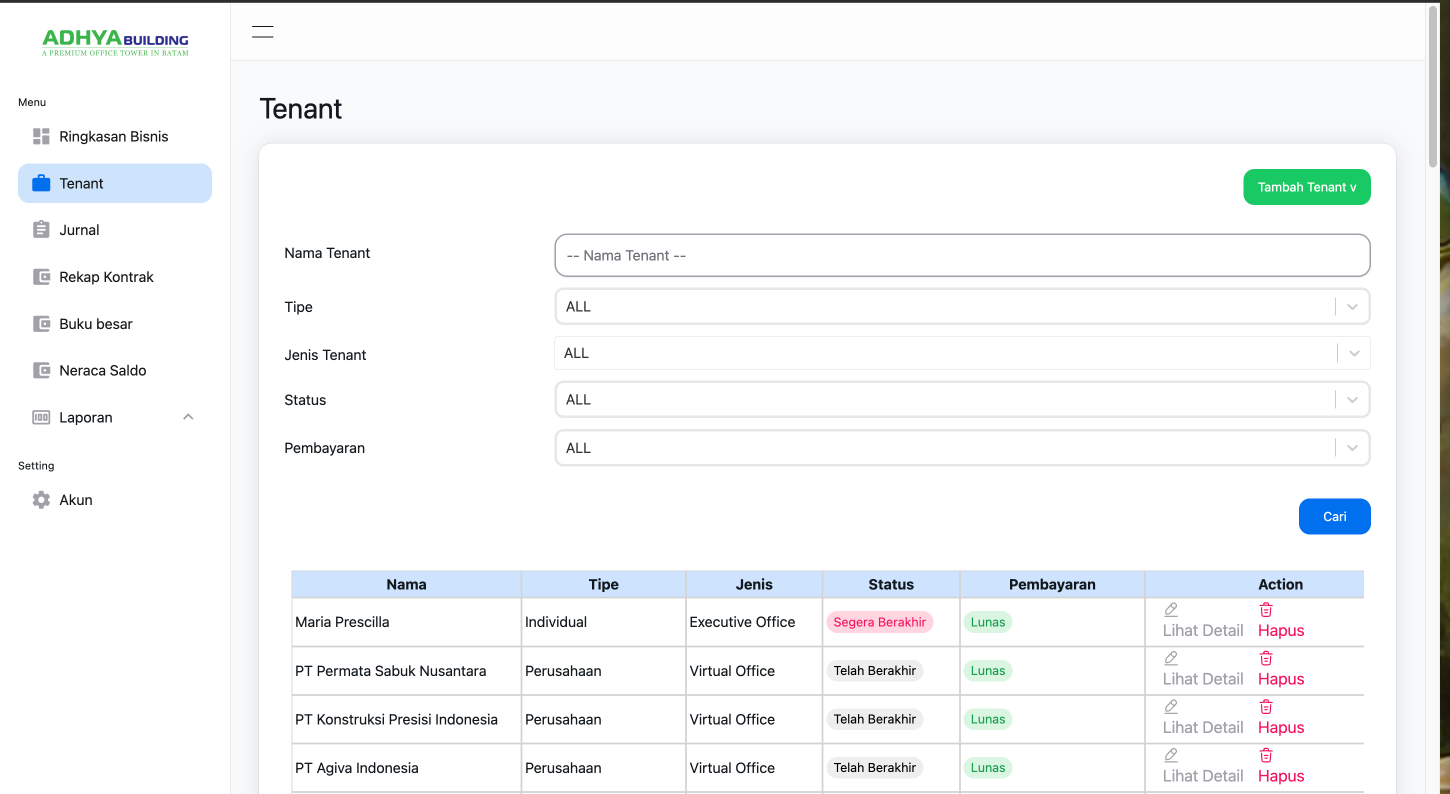 ADHYA BUILDING
A PREMIUM OFFICE TOWER IN BATAM
Menu
Ringkasan Bisnis
Tenant
Jurnal
Rekap Kontrak
Buku besar
Neraca Saldo
Laporan
Setting
Akun
Tenant
Tambah Tenant v
Nama Tenant -- Nama Tenant --
Tipe ALL
Jenis Tenant ALL
Status ALL
Pembayaran ALL
Cari
Nama Tipe Jenis Status Pembayaran Action
Maria Prescilla Individual Executive Office Segera Berakhir Lunas Lihat Detail Hapus
PT Permata Sabuk Nusantara Perusahaan Virtual Office Telah Berakhir Lunas Lihat Detail Hapus
PT Konstruksi Presisi Indonesia Perusahaan Virtual Office Telah Berakhir Lunas Lihat Detail Hapus
PT Agiva Indonesia Perusahaan Virtual Office Telah Berakhir Lunas Lihat Detail Hapus